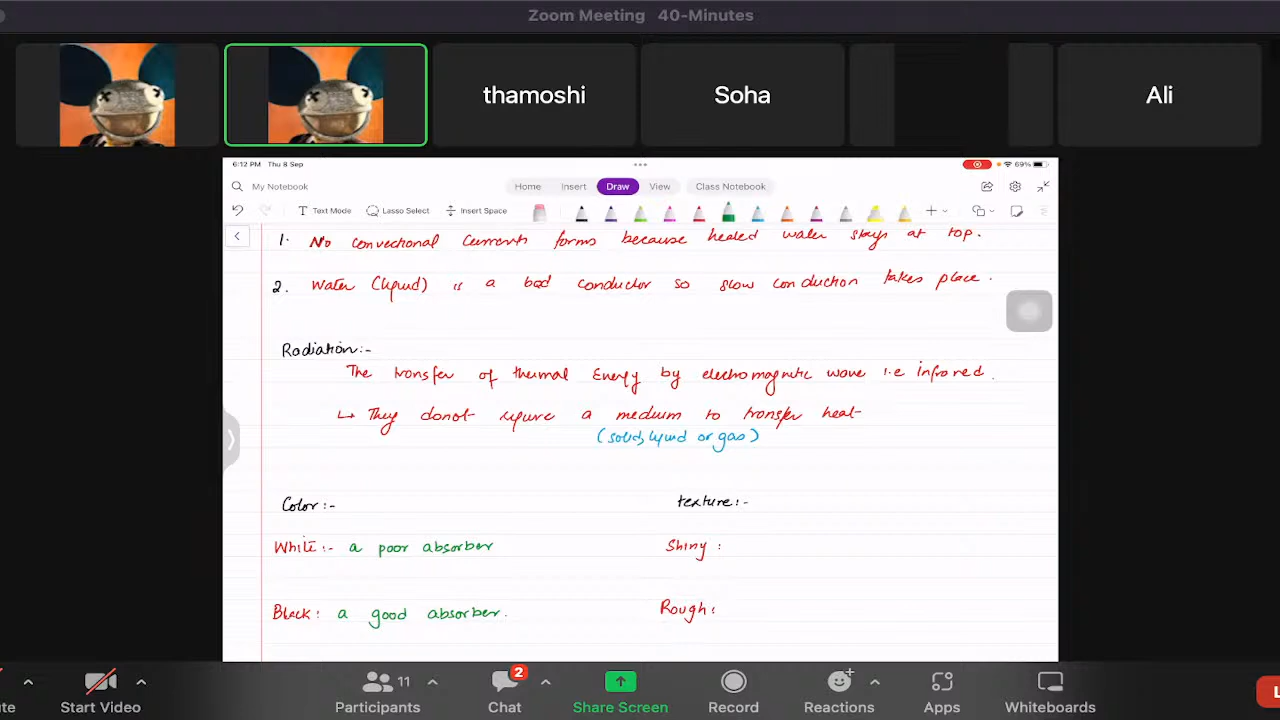 Zoom Meeting 40-Minutes
thamoshi
Soha
Ali
6:12 PM Thu 8 Sep
69%
My Notebook
Home Insert Draw View Class Notebook
Text Mode Lasso Select Insert Space
1. No convectional currents forms because heated water stays at top.
2. Water (liquid) is a bad conductor so slow conduction takes place.
Radiation:-
The transfer of thermal Energy by electromagnetic wave i.e infrared.
↳ They donot require a medium to transfer heat
(solid, liquid or gas)
Color:-
texture:-
White:- a poor absorber
Shiny :
Black: a good absorber.
Rough:
11
2
Start Video
Participants
Chat
Share Screen
Record
Reactions
Apps
Whiteboards